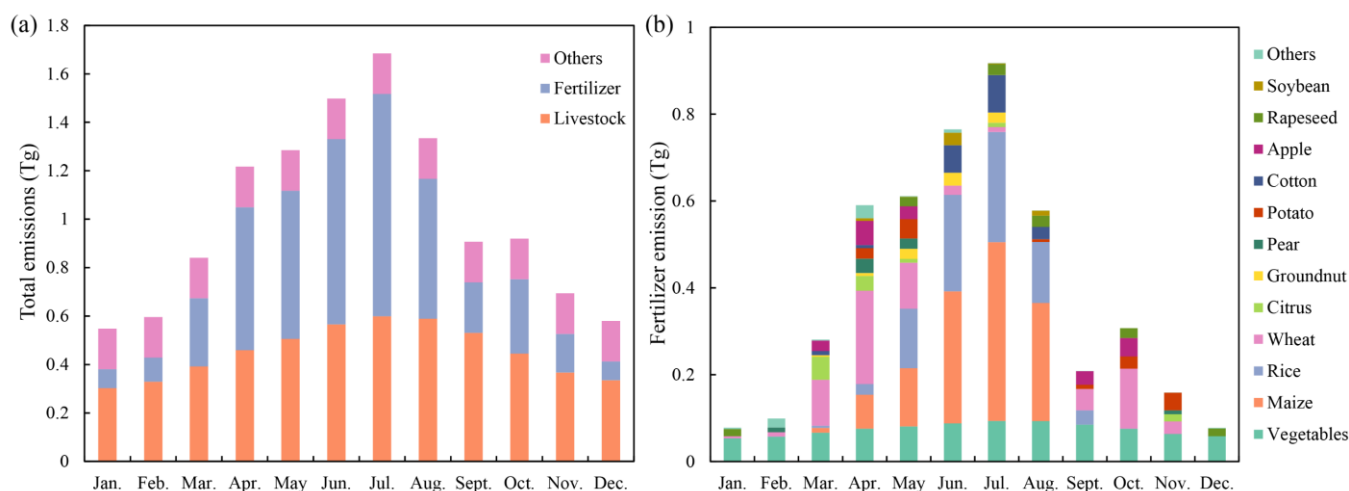 (a)
Total emissions (Tg)
1.8
1.6
1.4
1.2
1
0.8
0.6
0.4
0.2
0
Others
Fertilizer
Livestock
Jan. Feb. Mar. Apr. May Jun. Jul. Aug. Sept. Oct. Nov. Dec.
(b)
Fertilizer emission (Tg)
1
0.8
0.6
0.4
0.2
0
Jan. Feb. Mar. Apr. May Jun. Jul. Aug. Sept. Oct. Nov. Dec.
Others
Soybean
Rapeseed
Apple
Cotton
Potato
Pear
Groundnut
Citrus
Wheat
Rice
Maize
Vegetables